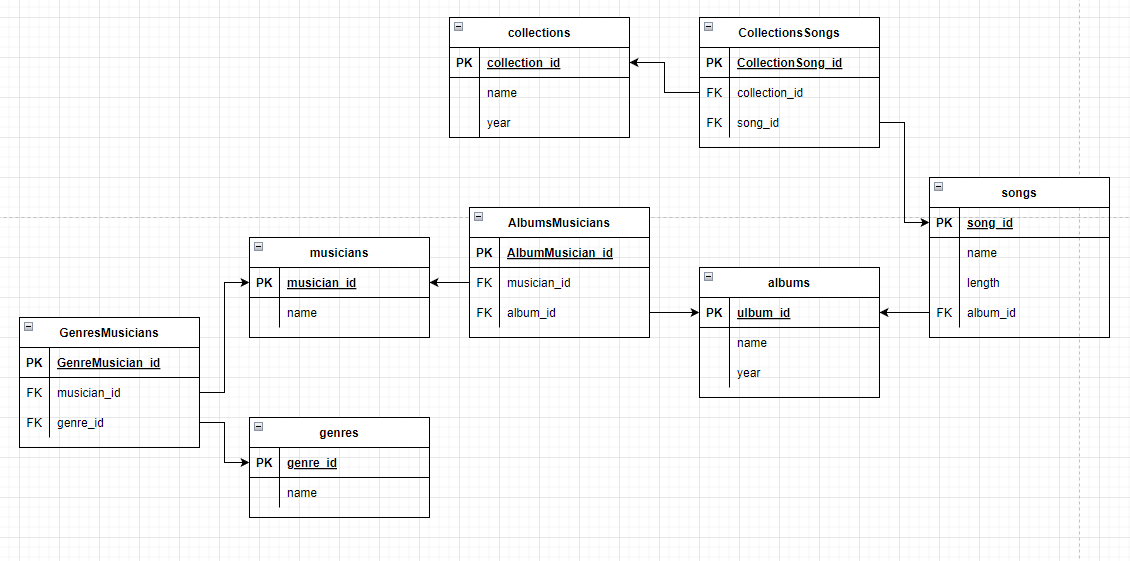 collections
PK collection_id
name
year
CollectionsSongs
PK CollectionSong_id
FK collection_id
FK song_id
songs
PK song_id
name
length
FK album_id
AlbumsMusicians
PK AlbumMusician_id
FK musician_id
FK album_id
musicians
PK musician_id
name
albums
PK ulbum_id
name
year
GenresMusicians
PK GenreMusician_id
FK musician_id
FK genre_id
genres
PK genre_id
name